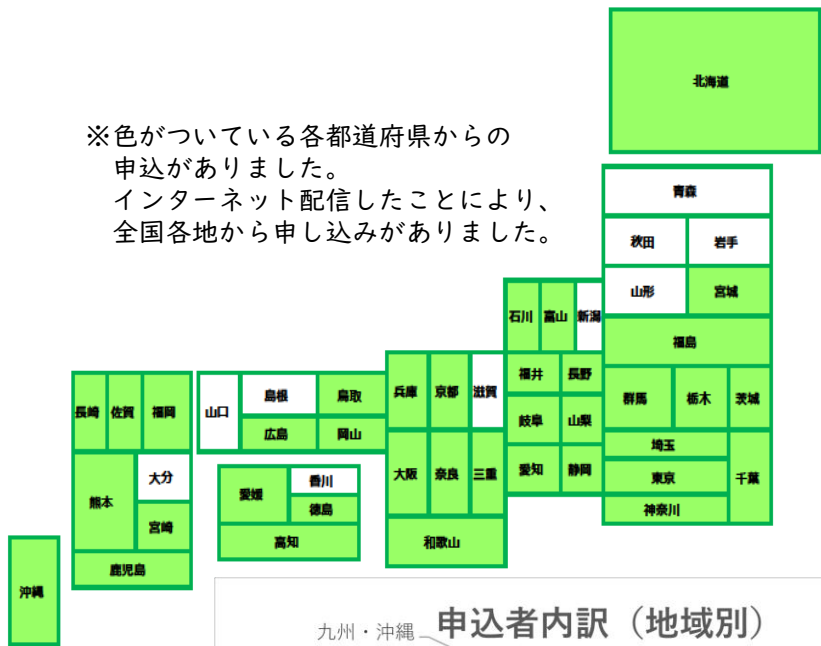 北海道
※色がついている各都道府県からの
申込がありました。
インターネット配信したことにより、
全国各地から申し込みがありました。
青森
秋田 岩手
山形 宮城
石川 富山 新潟
福島
福井 長野
兵庫 京都 滋賀
群馬 栃木 茨城
長崎 佐賀 福岡
山口 島根 鳥取
広島 岡山
岐阜 山梨
埼玉
大阪 奈良 三重
愛知 静岡
東京 千葉
神奈川
熊本 大分
宮崎
愛媛 香川
徳島
高知
和歌山
鹿児島
沖縄
九州・沖縄
申込者内訳（地域別）